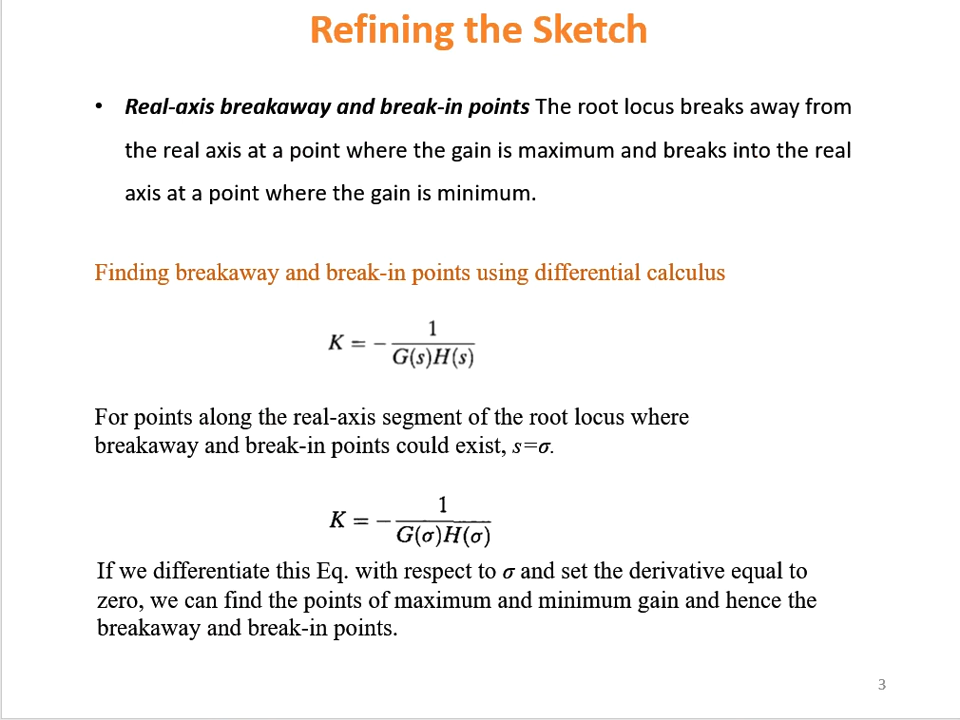 Refining the Sketch
• Real-axis breakaway and break-in points The root locus breaks away from
the real axis at a point where the gain is maximum and breaks into the real
axis at a point where the gain is minimum.
Finding breakaway and break-in points using differential calculus
K = - 1 / G(s)H(s)
For points along the real-axis segment of the root locus where
breakaway and break-in points could exist, s=σ.
K = - 1 / G(σ)H(σ)
If we differentiate this Eq. with respect to σ and set the derivative equal to
zero, we can find the points of maximum and minimum gain and hence the
breakaway and break-in points.
3